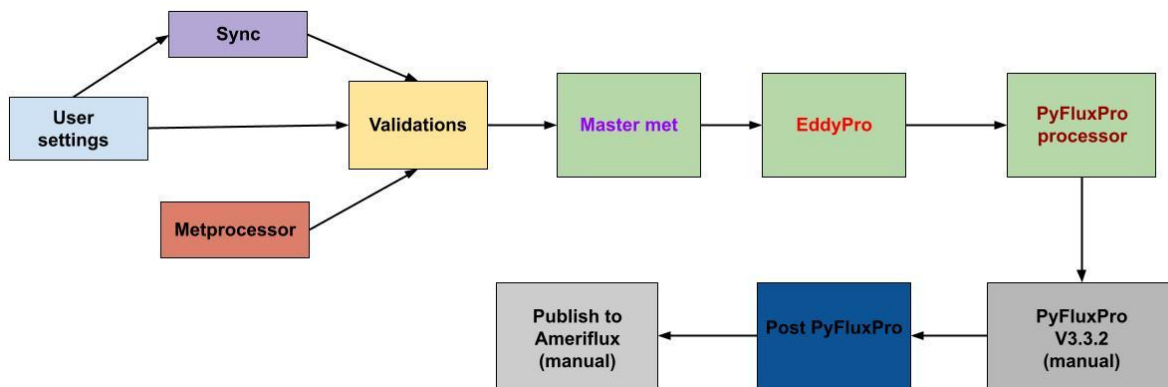 Sync
User
settings
Validations
Master met
EddyPro
PyFluxPro
processor
Metprocessor
Publish to
Ameriflux
(manual)
Post PyFluxPro
PyFluxPro
V3.3.2
(manual)